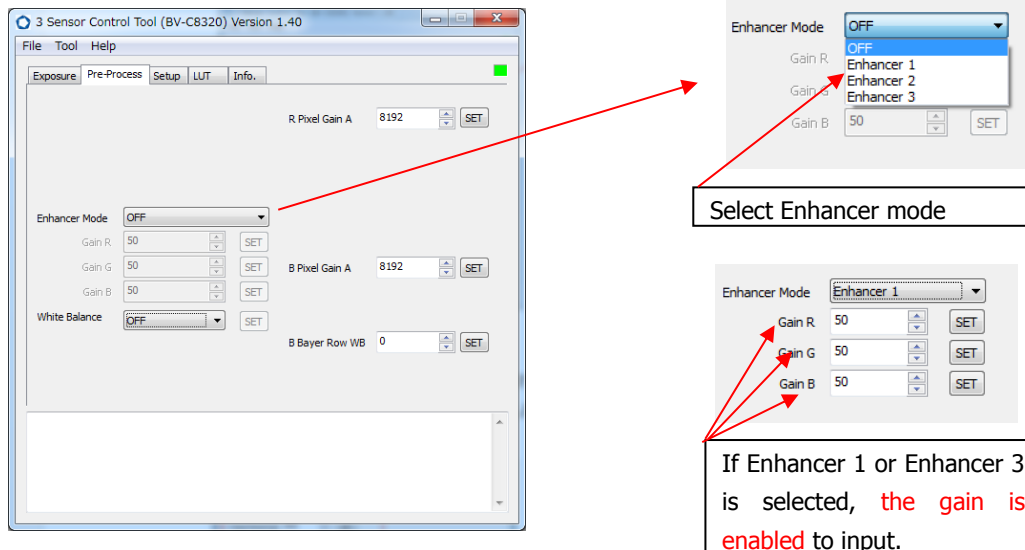 3 Sensor Control Tool (BV-C8320) Version 1.40
File Tool Help
Exposure Pre-Process Setup LUT Info.
R Pixel Gain A 8192 SET
Enhancer Mode OFF
Gain R 50 SET
Gain G 50 SET
Gain B 50 SET
White Balance OFF SET
B Pixel Gain A 8192 SET
B Bayer Row WB 0 SET
Enhancer Mode OFF
OFF
Enhancer 1
Enhancer 2
Enhancer 3
Gain R
Gain G
Gain B 50 SET
Select Enhancer mode
Enhancer Mode Enhancer 1
Gain R 50 SET
Gain G 50 SET
Gain B 50 SET
If Enhancer 1 or Enhancer 3
is selected, the gain is
enabled to input.